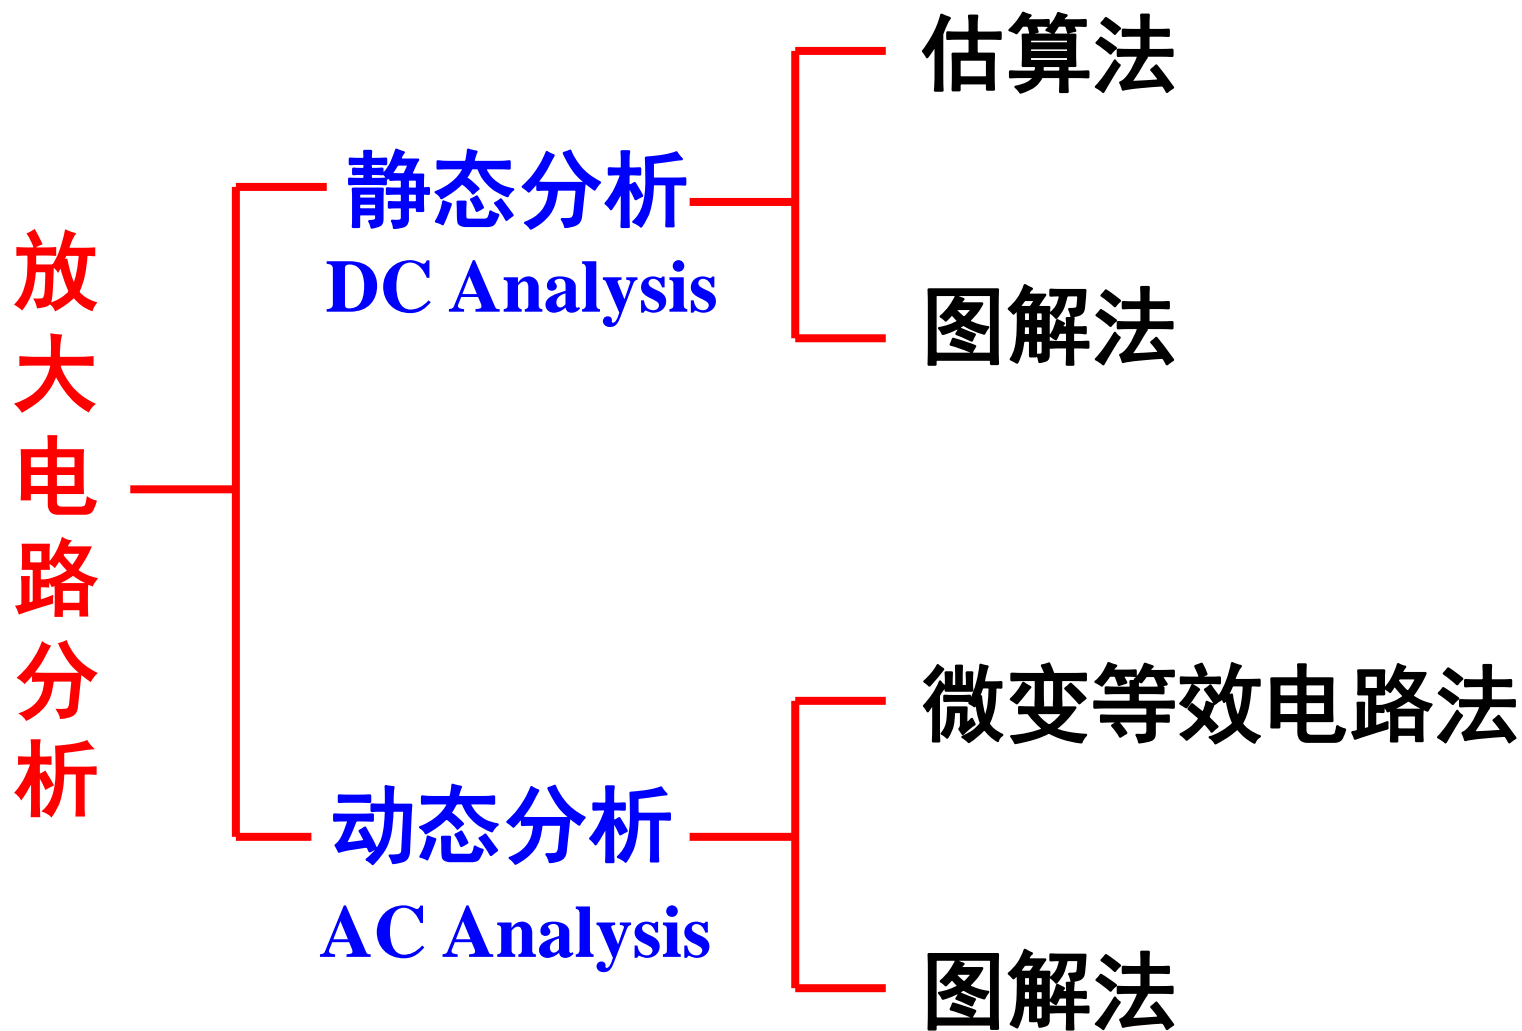 放大电路分析
静态分析
DC Analysis
估算法
图解法
动态分析
AC Analysis
微变等效电路法
图解法